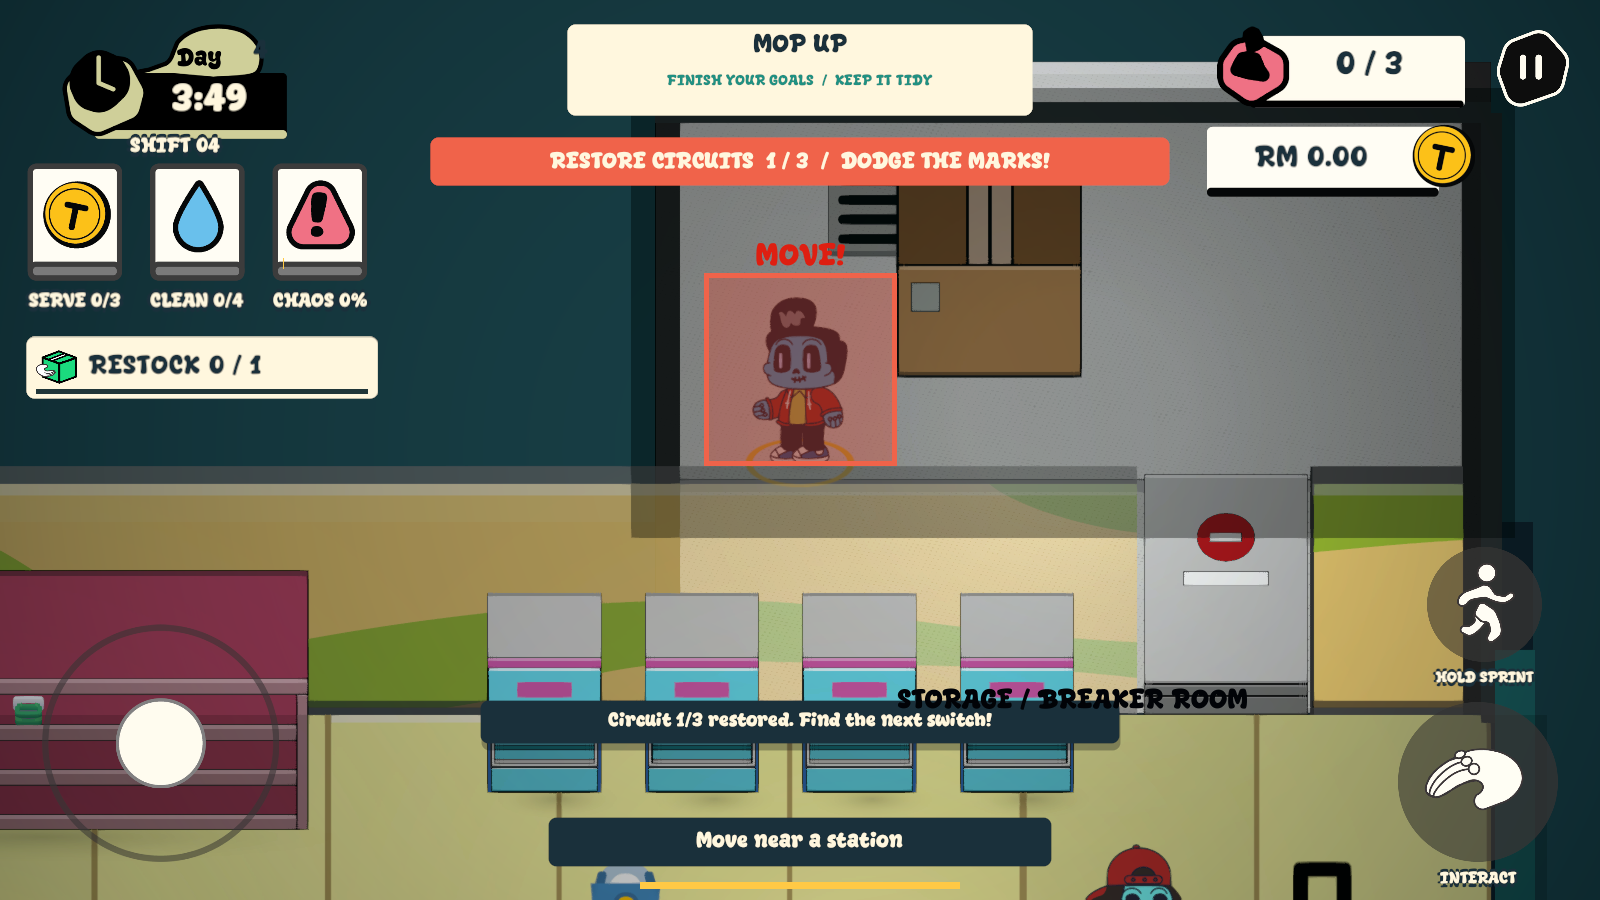 Day
3:49
SHIFT 04
MOP UP
FINISH YOUR GOALS / KEEP IT TIDY
0 / 3
RESTORE CIRCUITS 1 / 3 / DODGE THE MARKS!
RM 0.00
T
T
SERVE 0/3
CLEAN 0/4
CHAOS 0%
RESTOCK 0 / 1
MOVE!
HOLD SPRINT
STORAGE / BREAKER ROOM
Circuit 1/3 restored. Find the next switch!
Move near a station
INTERACT